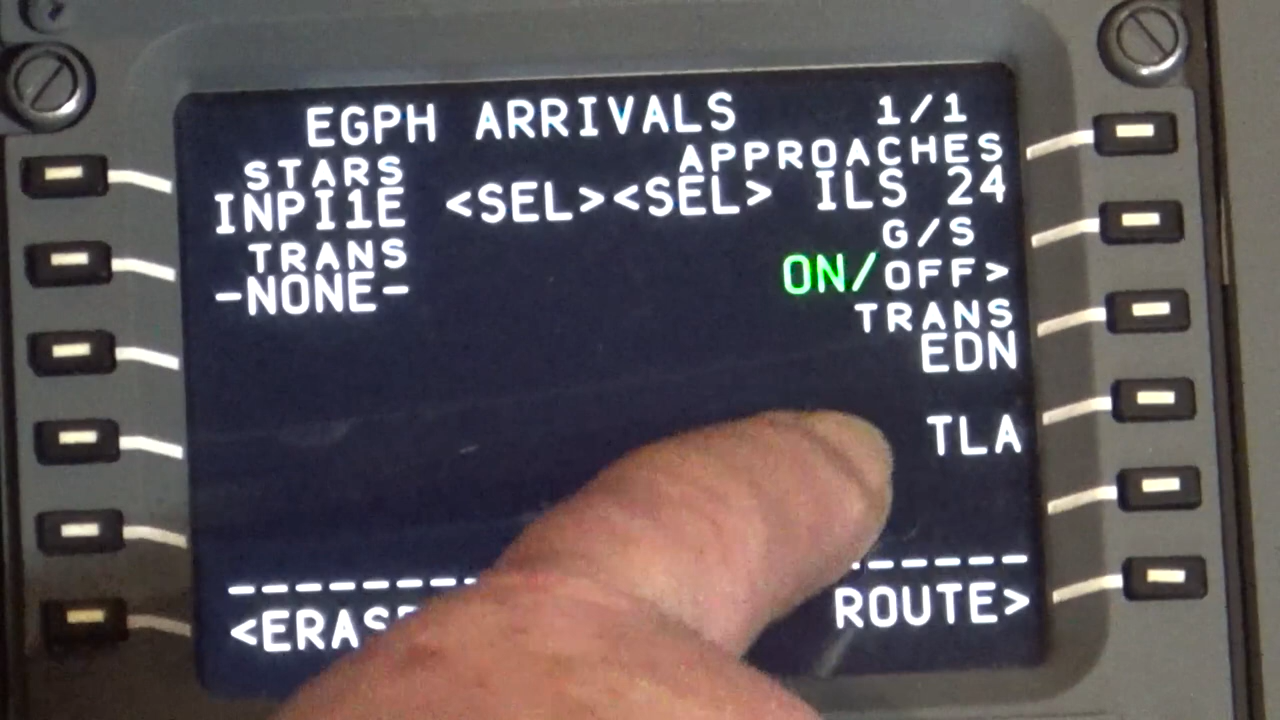 EGPH ARRIVALS 1/1
STARS APPROACHES
INPI1E <SEL><SEL> ILS 24
TRANS G/S
-NONE- ON/OFF>
TRANS
EDN
TLA
------------------
ROUTE>